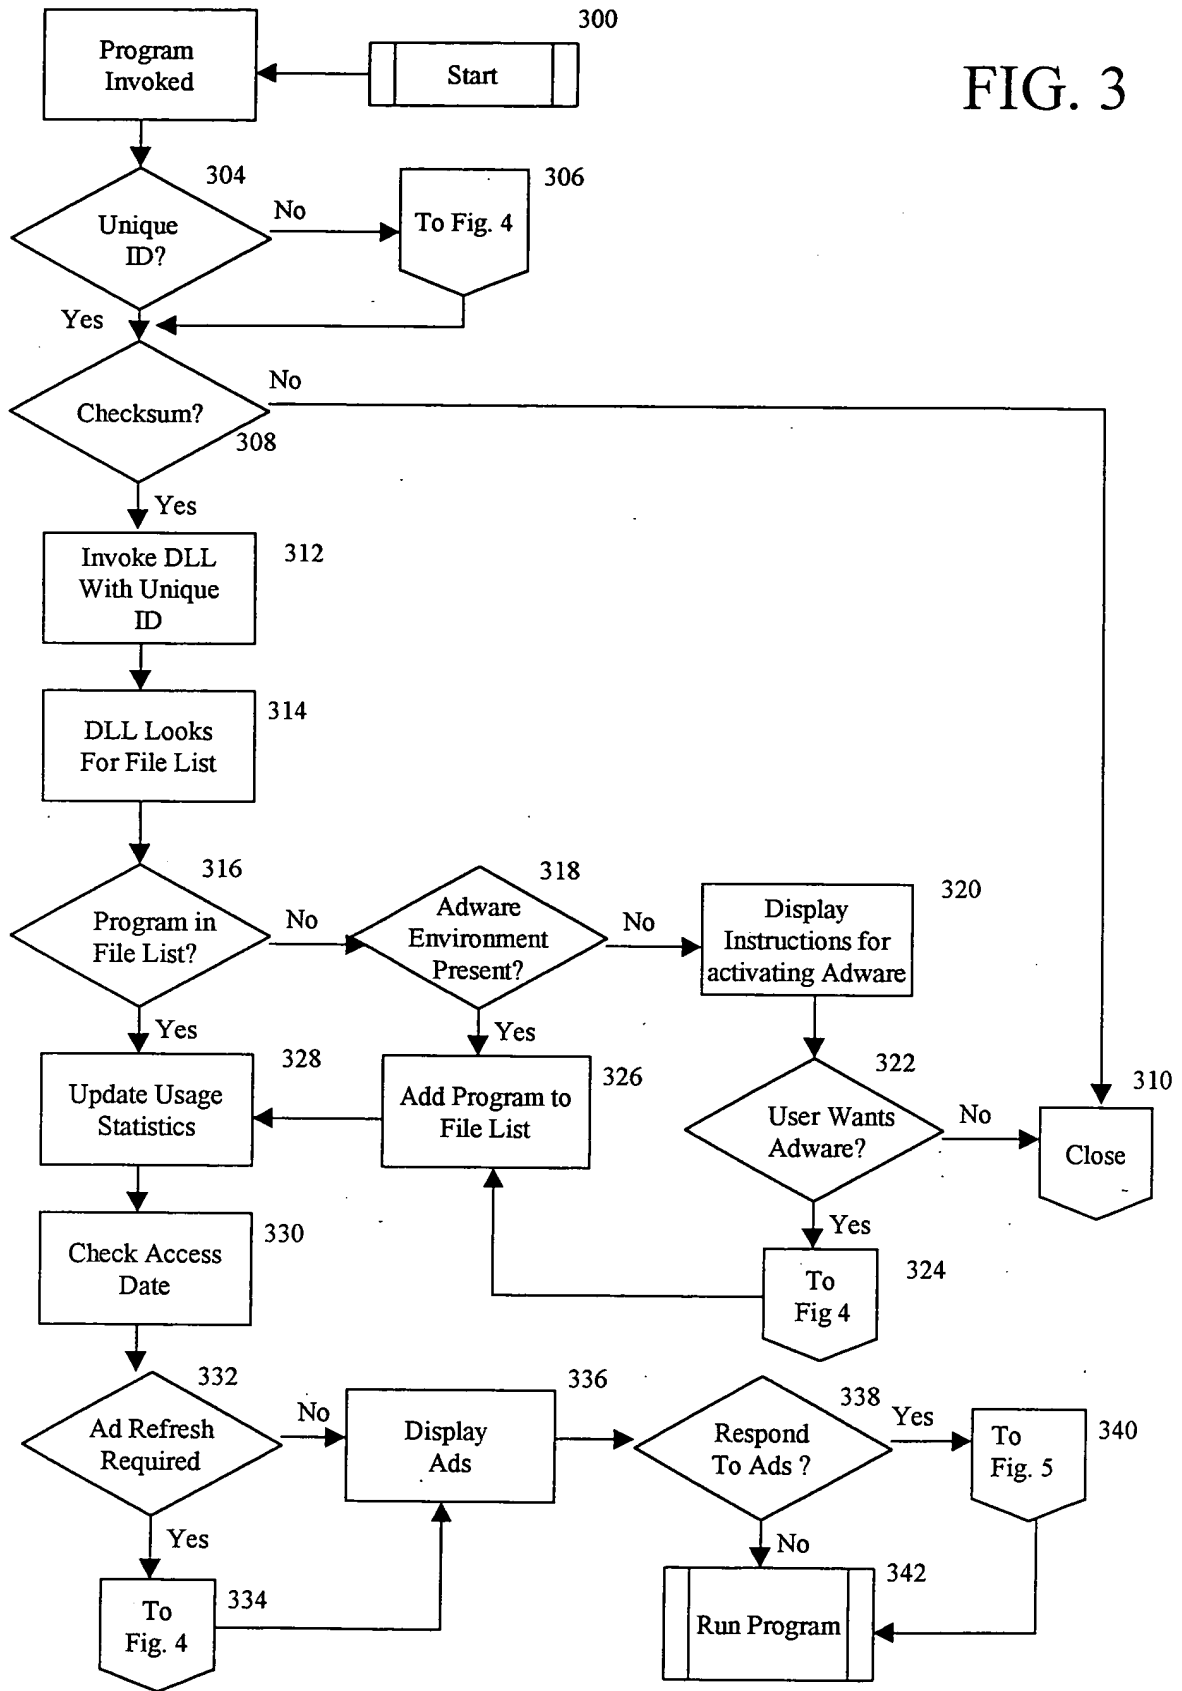 300
Program
Invoked
Start
FIG. 3
304
Unique
ID?
No
To Fig. 4
306
Yes
Checksum?
No
308
Yes
Invoke DLL
With Unique
ID
312
DLL Looks
For File List
314
316
Program in
File List?
No
318
Adware
Environment
Present?
No
320
Display
Instructions for
activating Adware
Yes
Yes
328
Update Usage
Statistics
326
Add Program to
File List
322
User Wants
Adware?
No
310
Close
Yes
330
Check Access
Date
324
To
Fig 4
332
Ad Refresh
Required
No
336
Display
Ads
338
Respond
To Ads ?
Yes
340
To
Fig. 5
Yes
No
334
To
Fig. 4
342
Run Program